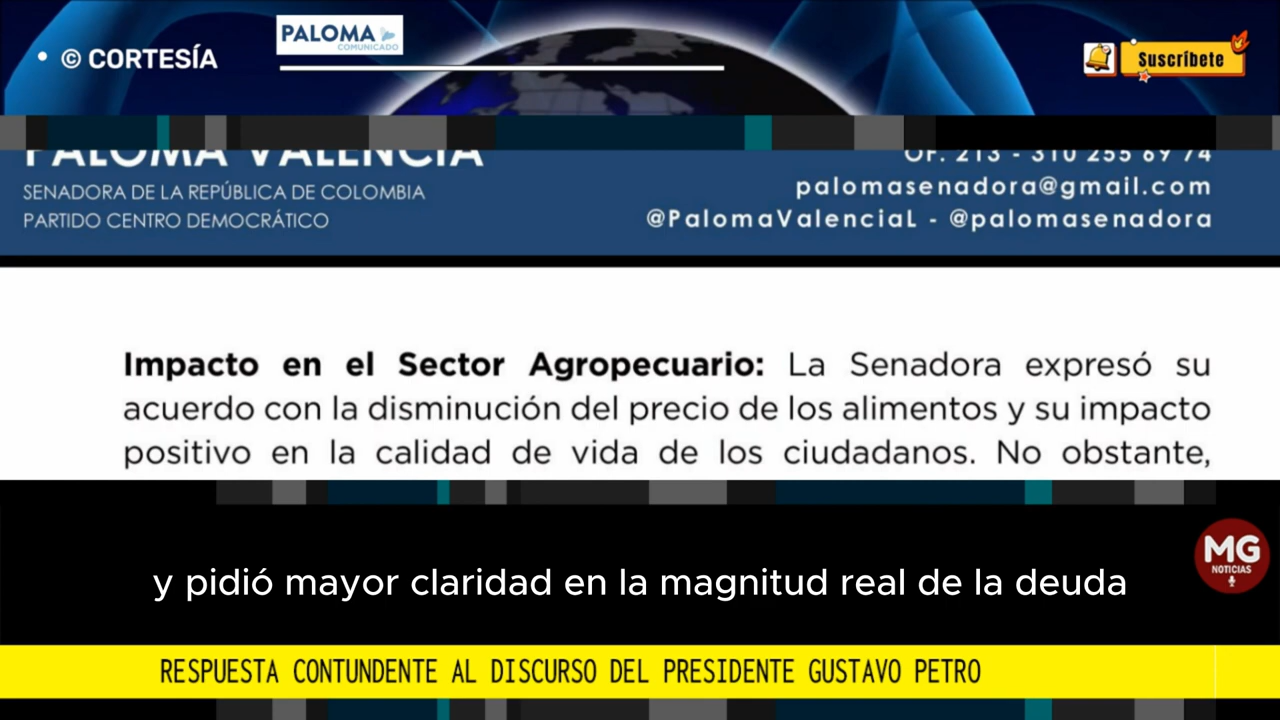 © CORTESÍA
PALOMA
COMUNICADO
Suscríbete
PALOMA VALENCIA
SENADORA DE LA REPÚBLICA DE COLOMBIA
PARTIDO CENTRO DEMOCRÁTICO
OF. 213 - 310 255 69 74
palomasenadora@gmail.com
@PalomaValenciaL - @palomasenadora
Impacto en el Sector Agropecuario: La Senadora expresó su
acuerdo con la disminución del precio de los alimentos y su impacto
positivo en la calidad de vida de los ciudadanos. No obstante,
MG
NOTICIAS
y pidió mayor claridad en la magnitud real de la deuda
RESPUESTA CONTUNDENTE AL DISCURSO DEL PRESIDENTE GUSTAVO PETRO